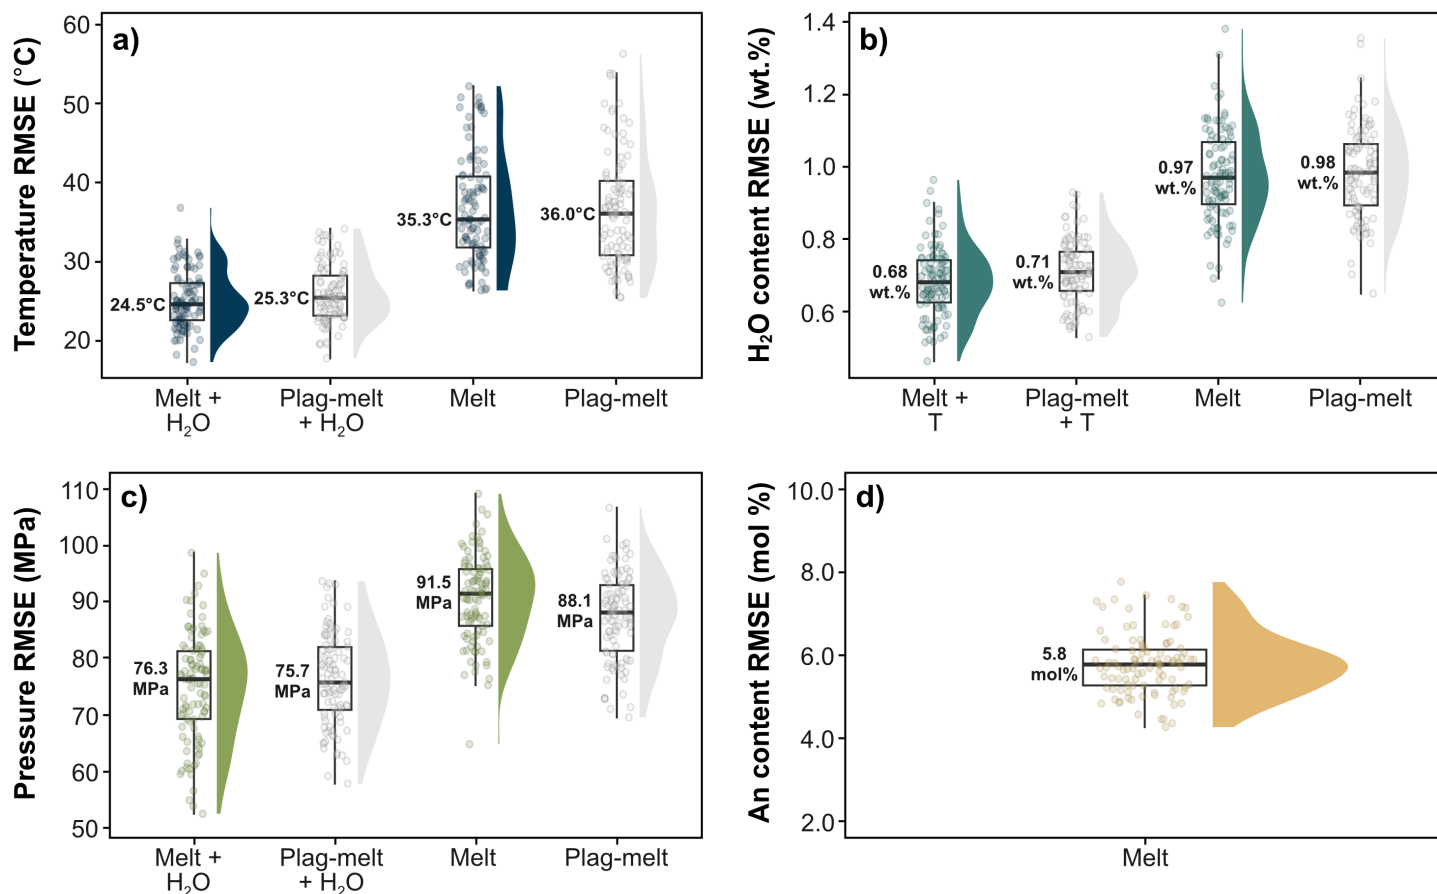 a)
Temperature RMSE (°C)
60
50
40
30
20
24.5°C
25.3°C
35.3°C
36.0°C
Melt +
H₂O
Plag-melt
+ H₂O
Melt
Plag-melt
b)
H₂O content RMSE (wt.%)
1.4
1.2
1.0
0.8
0.6
0.68
wt.%
0.71
wt.%
0.97
wt.%
0.98
wt.%
Melt +
T
Plag-melt
+ T
Melt
Plag-melt
c)
Pressure RMSE (MPa)
110
100
90
80
70
60
50
76.3
MPa
75.7
MPa
91.5
MPa
88.1
MPa
Melt +
H₂O
Plag-melt
+ H₂O
Melt
Plag-melt
d)
An content RMSE (mol %)
10.0
8.0
6.0
4.0
2.0
5.8
mol%
Melt